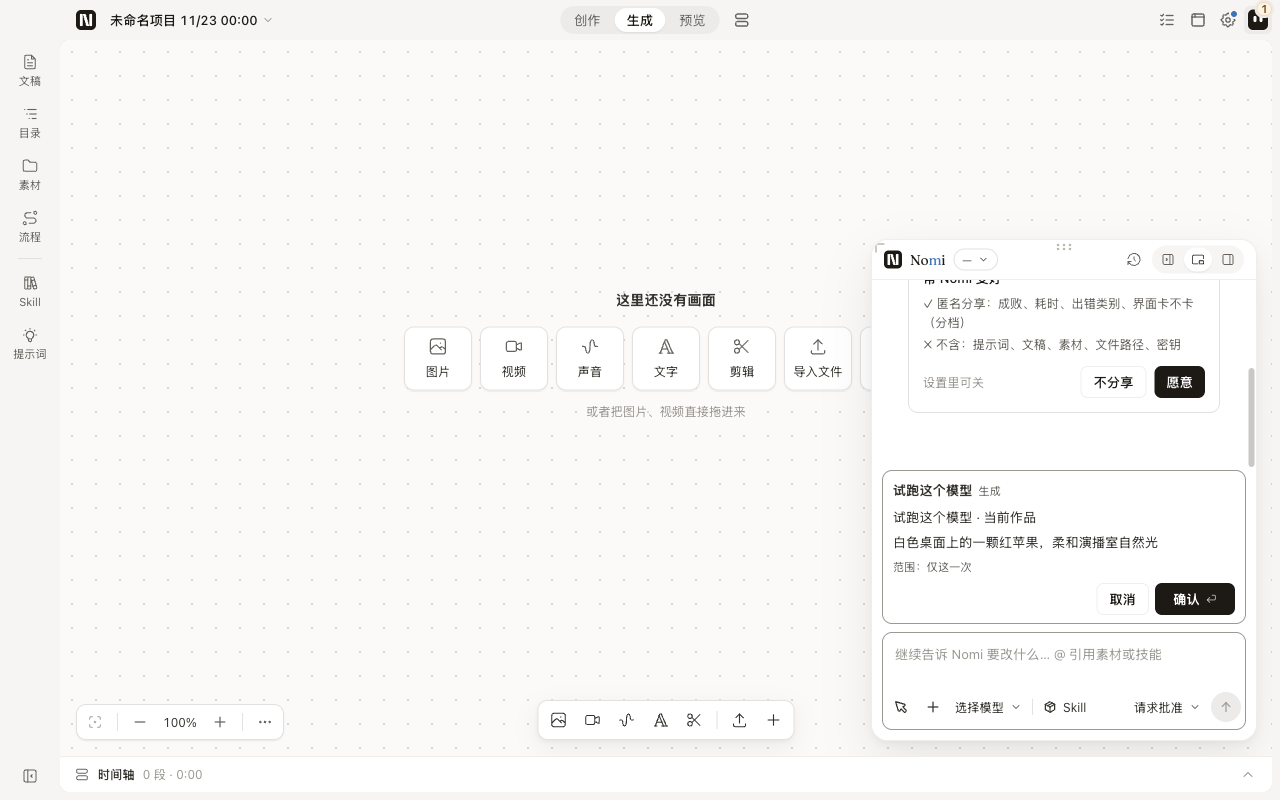 未命名项目 11/23 00:00
创作
生成
预览
1
文稿
目录
素材
流程
Skill
提示词
这里还没有画面
图片
视频
声音
文字
剪辑
导入文件
或者把图片、视频直接拖进来
Nomi
—
✓ 匿名分享：成败、耗时、出错类别、界面卡不卡
（分档）
✕ 不含：提示词、文稿、素材、文件路径、密钥
设置里可关
不分享
愿意
试跑这个模型 生成
试跑这个模型 · 当前作品
白色桌面上的一颗红苹果，柔和演播室自然光
范围：仅这一次
取消
确认
继续告诉 Nomi 要改什么… @ 引用素材或技能
选择模型
Skill
请求批准
100%
时间轴 0 段 · 0:00